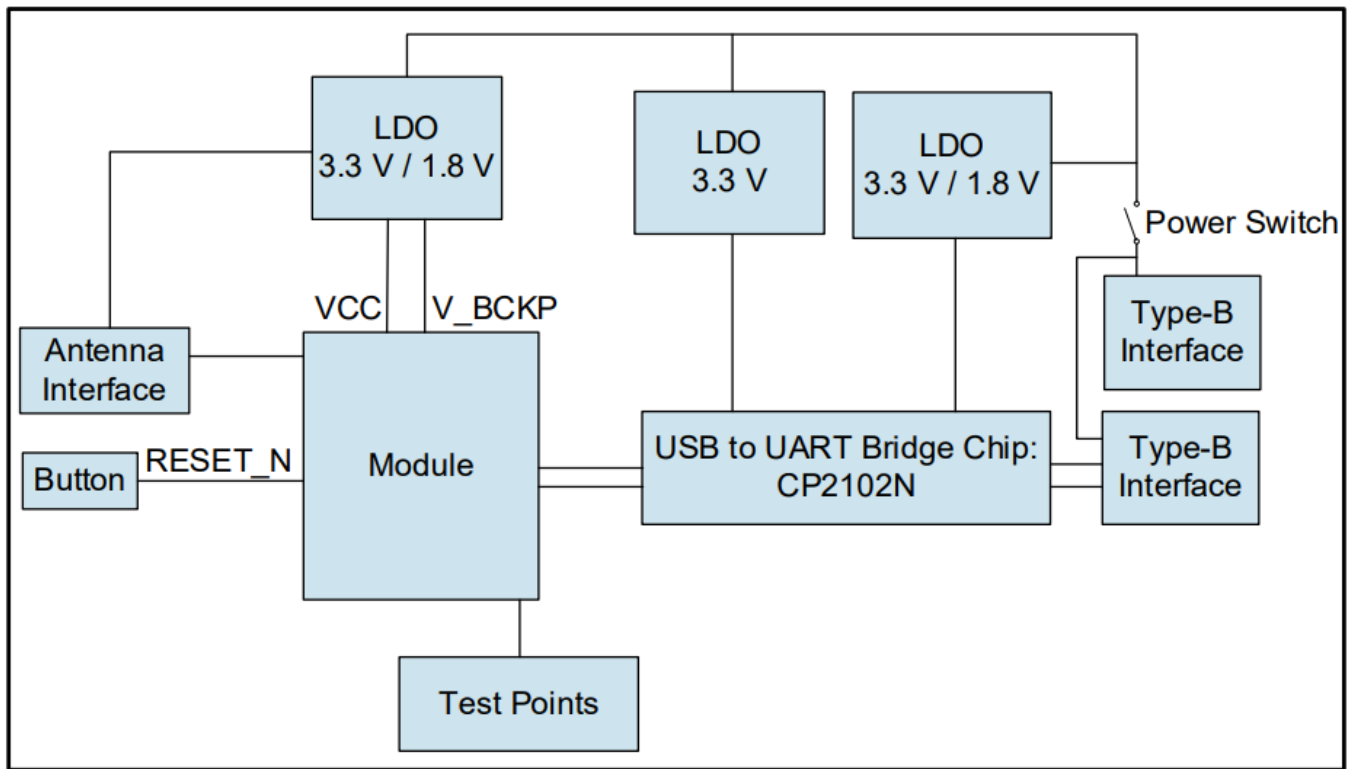 LDO
3.3 V / 1.8 V
LDO
3.3 V
LDO
3.3 V / 1.8 V
Power Switch
VCC
V_BCKP
Type-B
Interface
Antenna
Interface
Button
RESET_N
Module
USB to UART Bridge Chip:
CP2102N
Type-B
Interface
Test Points